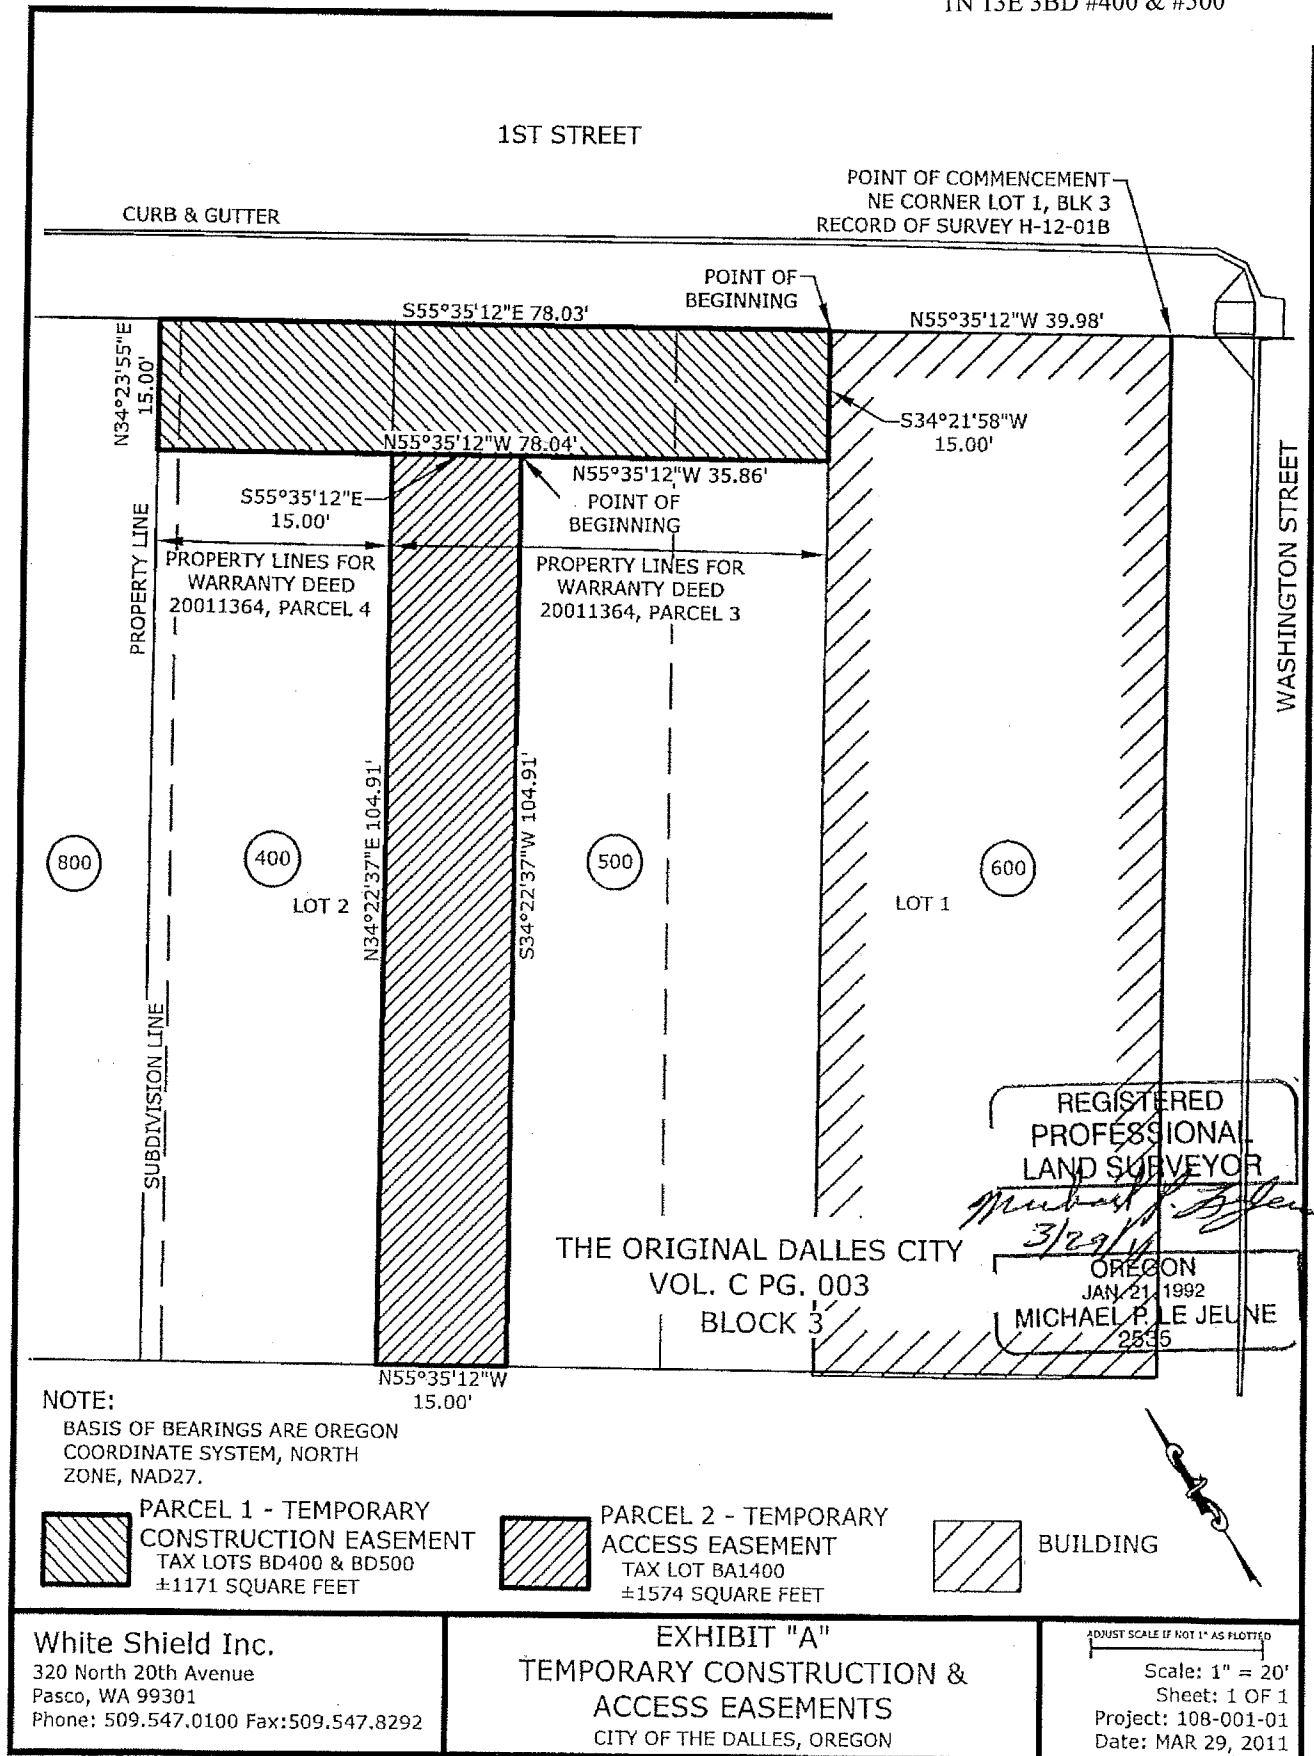 1N 13E 3BD #400 & #500
1ST STREET
POINT OF COMMENCEMENT
NE CORNER LOT 1, BLK 3
RECORD OF SURVEY H-12-01B
CURB & GUTTER
POINT OF
BEGINNING
S55°35'12"E 78.03'
N55°35'12"W 39.98'
N34°23'55"E
15.00'
S34°21'58"W
15.00'
N55°35'12"W 78.04'
N55°35'12"W 35.86'
S55°35'12"E
15.00'
POINT OF
BEGINNING
PROPERTY LINE
PROPERTY LINES FOR
WARRANTY DEED
20011364, PARCEL 4
PROPERTY LINES FOR
WARRANTY DEED
20011364, PARCEL 3
WASHINGTON STREET
N34°22'37"E 104.91'
S34°22'37"W 104.91'
800
400
500
600
LOT 2
LOT 1
SUBDIVISION LINE
REGISTERED
PROFESSIONAL
LAND SURVEYOR
3/29/11
OREGON
JAN. 21, 1992
MICHAEL P. LE JEUNE
2535
THE ORIGINAL DALLES CITY
VOL. C PG. 003
BLOCK 3
N55°35'12"W
15.00'
NOTE:
BASIS OF BEARINGS ARE OREGON
COORDINATE SYSTEM, NORTH
ZONE, NAD27.
PARCEL 1 - TEMPORARY
CONSTRUCTION EASEMENT
TAX LOTS BD400 & BD500
±1171 SQUARE FEET
PARCEL 2 - TEMPORARY
ACCESS EASEMENT
TAX LOT BA1400
±1574 SQUARE FEET
BUILDING
White Shield Inc.
320 North 20th Avenue
Pasco, WA 99301
Phone: 509.547.0100 Fax:509.547.8292
EXHIBIT "A"
TEMPORARY CONSTRUCTION &
ACCESS EASEMENTS
CITY OF THE DALLES, OREGON
ADJUST SCALE IF NOT 1" AS PLOTTED
Scale: 1" = 20'
Sheet: 1 OF 1
Project: 108-001-01
Date: MAR 29, 2011